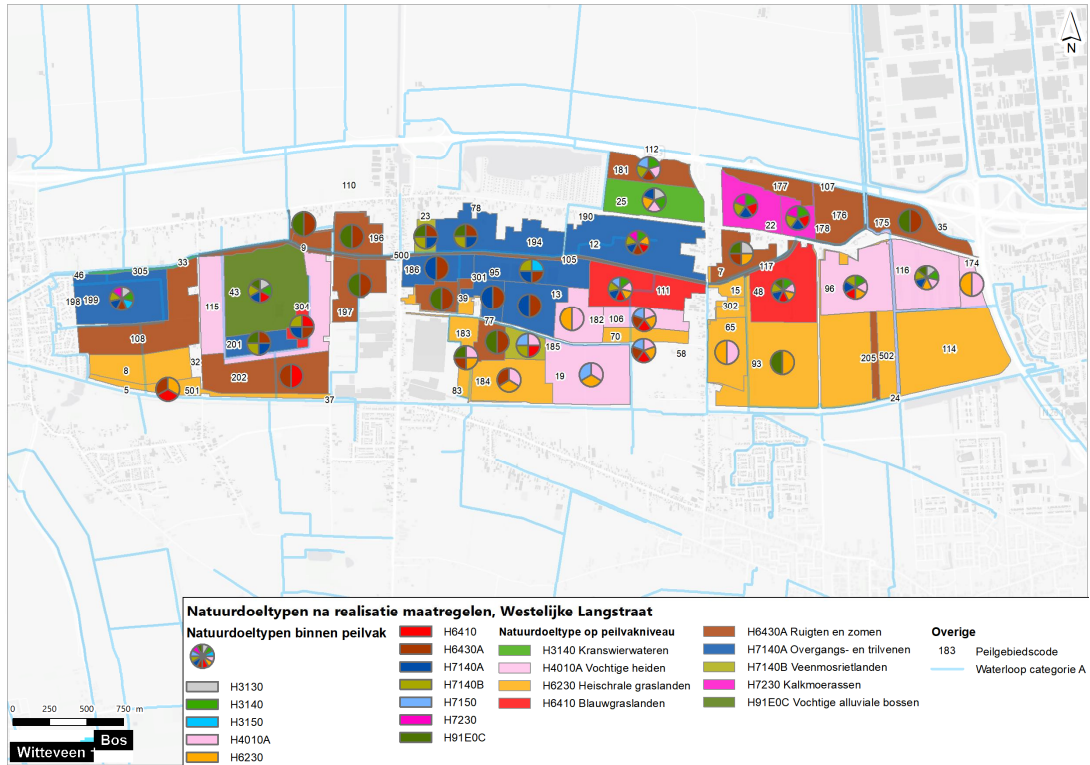 N
112
181
177
107
25
176
175
35
110
23
78
190
22
178
196
9
500
194
12
105
7
117
116
174
33
46
305
186
301
95
13
111
15
48
96
198
199
115
43
304
197
39
182
106
302
77
108
201
183
185
70
58
65
32
202
8
5
501
37
83
184
19
93
205
502
114
24
Natuurdoeltypen na realisatie maatregelen, Westelijke Langstraat
Natuurdoeltypen binnen peilvak
H3130
H3140
H3150
H4010A
H6230
H6410
H6430A
H7140A
H7140B
H7150
H7230
H91E0C
Natuurdoeltype op peilvakniveau
H3140 Kranswierwateren
H4010A Vochtige heiden
H6230 Heischrale graslanden
H6410 Blauwgraslanden
H6430A Ruigten en zomen
H7140A Overgangs- en trilvenen
H7140B Veenmosrietlanden
H7230 Kalkmoerassen
H91E0C Vochtige alluviale bossen
Overige
183 Peilgebiedscode
Waterloop categorie A
0 250 500 750 m
Witteveen + Bos